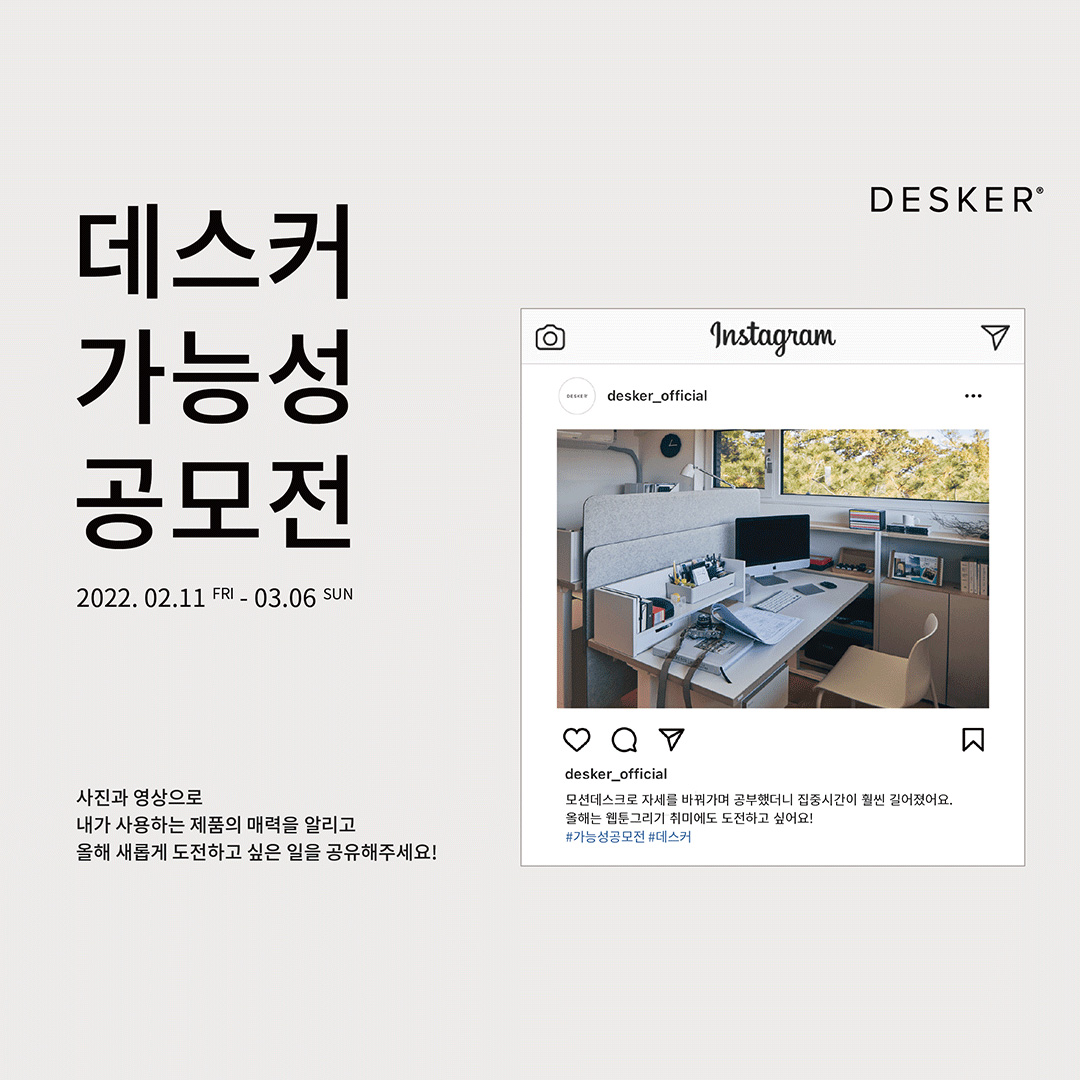 DESKER®
데스커
가능성
공모전
2022. 02.11 FRI - 03.06 SUN
사진과 영상으로
내가 사용하는 제품의 매력을 알리고
올해 새롭게 도전하고 싶은 일을 공유해주세요!
Instagram
DESKER
desker_official
desker_official
모션데스크로 자세를 바꿔가며 공부했더니 집중시간이 훨씬 길어졌어요.
올해는 웹툰그리기 취미에도 도전하고 싶어요!
#가능성공모전 #데스커